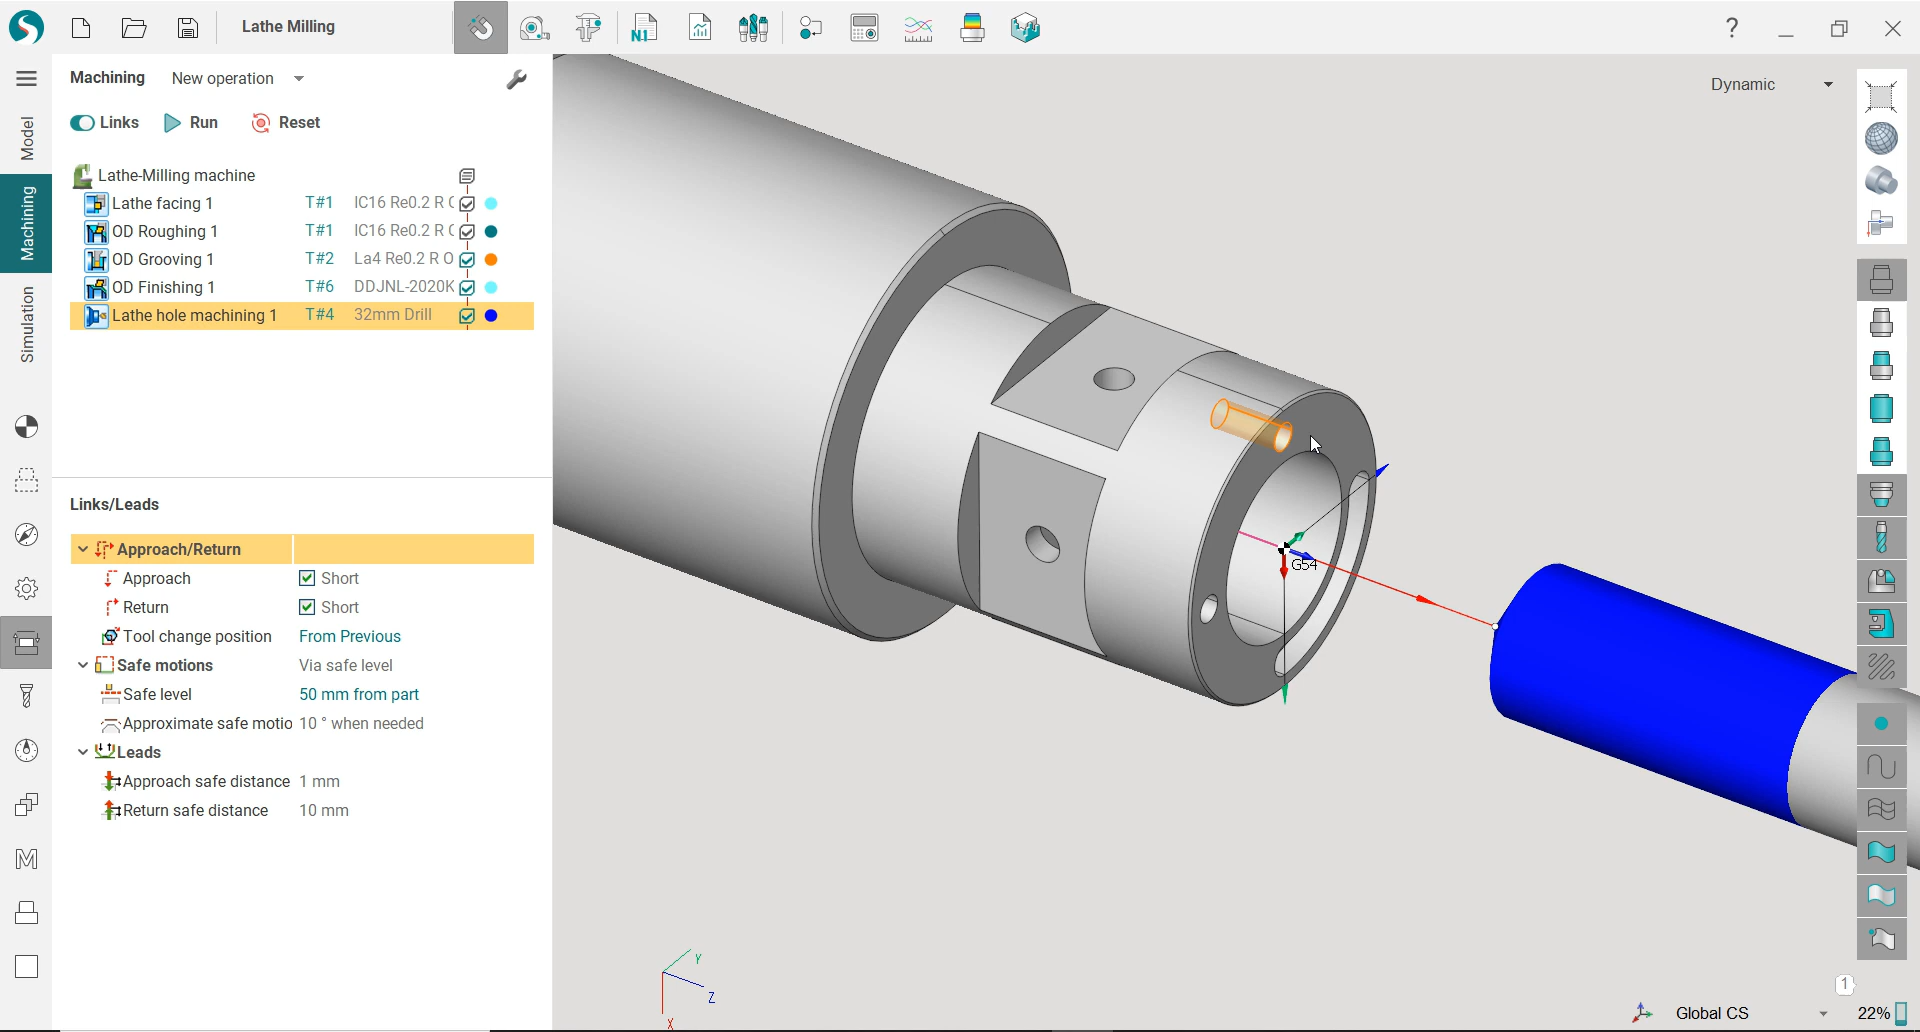 Lathe Milling
?
Machining New operation
Links Run Reset
Lathe-Milling machine
Lathe facing 1 T#1 IC16 Re0.2 R
OD Roughing 1 T#1 IC16 Re0.2 R
OD Grooving 1 T#2 La4 Re0.2 R O
OD Finishing 1 T#6 DDJNL-2020K
Lathe hole machining 1 T#4 32mm Drill
Model
Machining
Simulation
Links/Leads
Approach/Return
Approach Short
Return Short
Tool change position From Previous
Safe motions Via safe level
Safe level 50 mm from part
Approximate safe motio 10 ° when needed
Leads
Approach safe distance 1 mm
Return safe distance 10 mm
M
Dynamic
G54
Y
Z
X
1
Global CS 22%